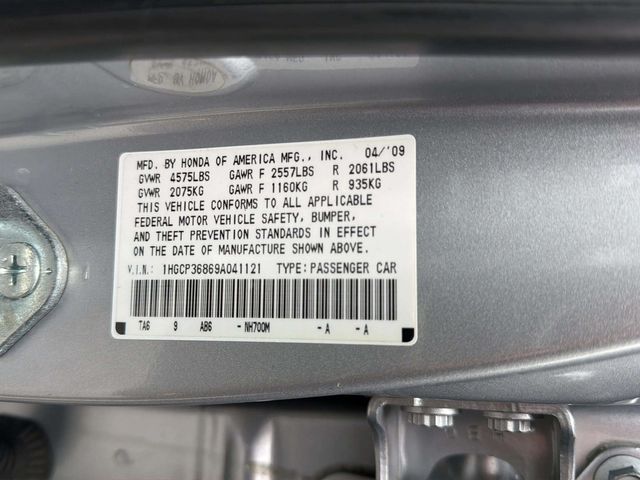 MFD. BY HONDA OF AMERICA MFG., INC. 04/'09
GVWR 4575LBS GAWR F 2557LBS R 2061LBS
GVWR 2075KG GAWR F 1160KG R 935KG
THIS VEHICLE CONFORMS TO ALL APPLICABLE
FEDERAL MOTOR VEHICLE SAFETY, BUMPER,
AND THEFT PREVENTION STANDARDS IN EFFECT
ON THE DATE OF MANUFACTURE SHOWN ABOVE.
V.I.N.: 1HGCP36869A041121 TYPE: PASSENGER CAR
TA6 9 AB6 -NH700M -A -A